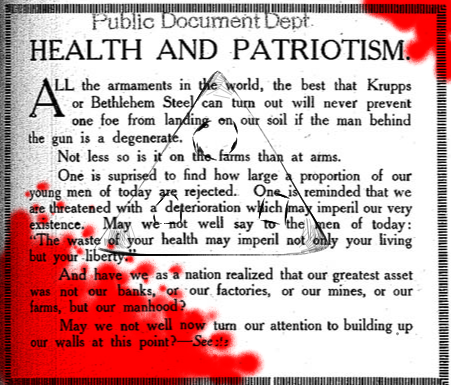 Public Document Dept.
HEALTH AND PATRIOTISM.
ALL the armaments in the world, the best that Krupps
or Bethlehem Steel can turn out will never prevent
one foe from landing on our soil if the man behind
the gun is a degenerate.
Not less so is it on the farms than at arms.
One is suprised to find how large a proportion of our
young men of today are rejected. One is reminded that we
are threatened with a deterioration which may imperil our very
existence. May we not well say to the men of today:
"The waste of your health may imperil not only your living
but your liberty."
And have we as a nation realized that our greatest asset
was not our banks, or our factories, or our mines, or our
farms, but our manhood?
May we not well now turn our attention to building up
our walls at this point?—See